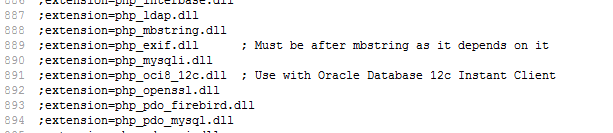 886 ;extension=php_interbase.dll
887 ;extension=php_ldap.dll
888 ;extension=php_mbstring.dll
889 ;extension=php_exif.dll      ; Must be after mbstring as it depends on it
890 ;extension=php_mysqli.dll
891 ;extension=php_oci8_12c.dll  ; Use with Oracle Database 12c Instant Client
892 ;extension=php_openssl.dll
893 ;extension=php_pdo_firebird.dll
894 ;extension=php_pdo_mysql.dll